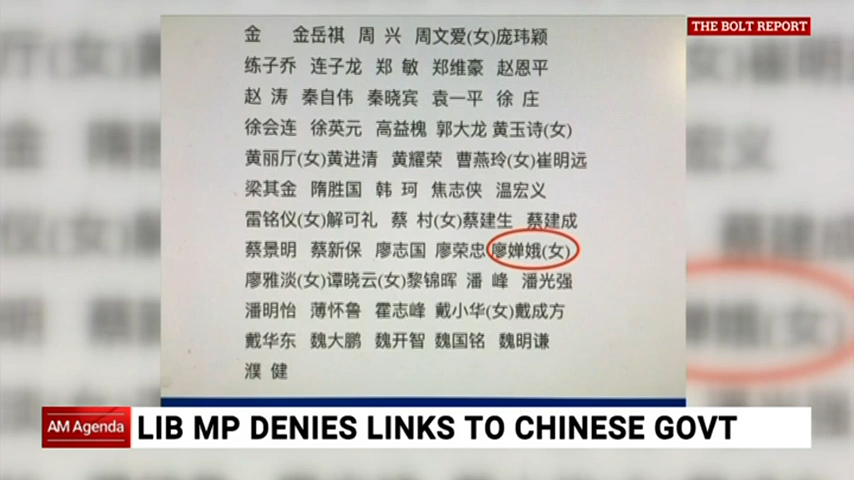 THE BOLT REPORT
金 金岳祺 周 兴 周文爱(女)庞玮颖
练子乔 连子龙 郑 敏 郑维豪 赵恩平
赵 涛 秦自伟 秦晓宾 袁一平 徐 庄
徐会连 徐英元 高益槐 郭大龙 黄玉诗(女)
黄丽厅(女)黄进清 黄耀荣 曹燕玲(女)崔明远
梁其金 隋胜国 韩 珂 焦志侠 温宏义
雷铭仪(女)解可礼 蔡 村(女)蔡建生 蔡建成
蔡景明 蔡新保 廖志国 廖荣忠 廖婵娥(女)
廖雅淡(女)谭晓云(女)黎锦晖 潘 峰 潘光强
潘明怡 薄怀鲁 霍志峰 戴小华(女)戴成方
戴华东 魏大鹏 魏开智 魏国铭 魏明谦
濮 健
AM Agenda
LIB MP DENIES LINKS TO CHINESE GOVT